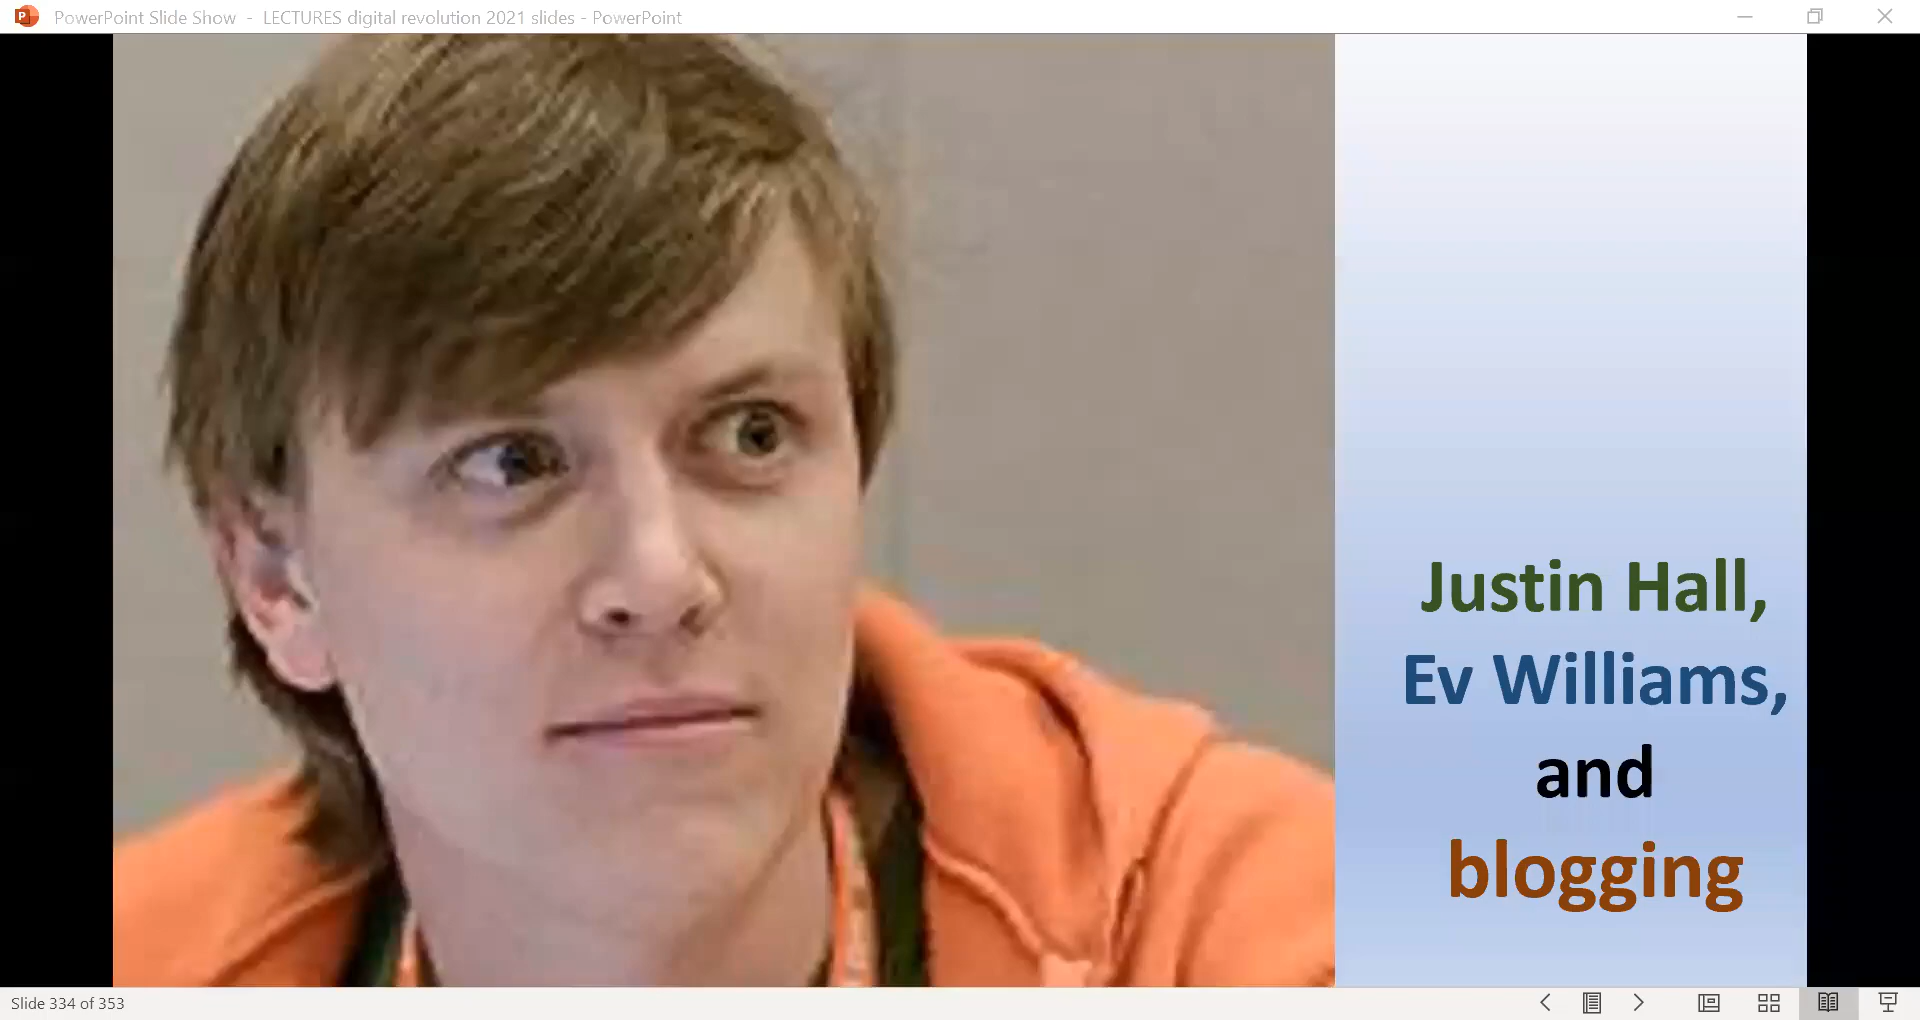 PowerPoint Slide Show - LECTURES digital revolution 2021 slides - PowerPoint
Justin Hall,
Ev Williams,
and
blogging
Slide 334 of 353